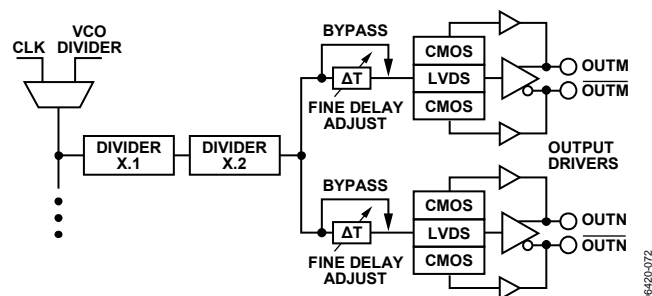 CLK
VCO
DIVIDER
DIVIDER
X.1
DIVIDER
X.2
BYPASS
ΔT
FINE DELAY
ADJUST
CMOS
LVDS
CMOS
OUTM
OUTM
OUTPUT
DRIVERS
BYPASS
ΔT
FINE DELAY
ADJUST
CMOS
LVDS
CMOS
OUTN
OUTN
6420-072